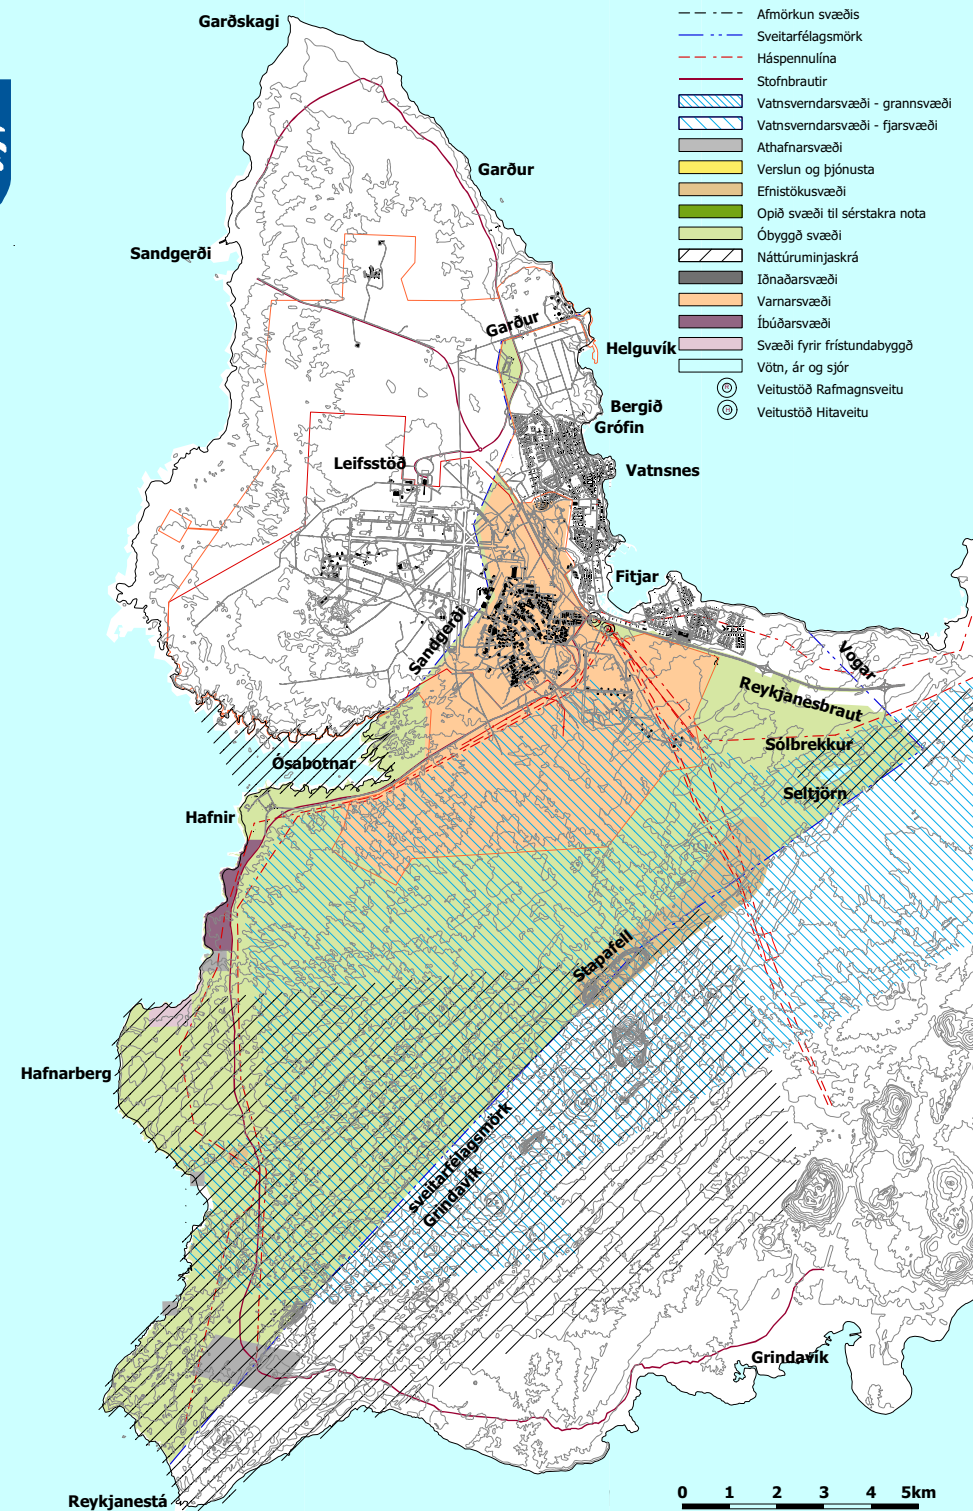 Garðskagi
Afmörkun svæðis
Sveitarfélagsmörk
Háspennulína
Stofnbrautir
Vatnsverndarsvæði - grannsvæði
Vatnsverndarsvæði - fjarsvæði
Athafnarsvæði
Verslun og þjónusta
Efnistökusvæði
Opið svæði til sérstakra nota
Óbyggð svæði
Náttúruminjaskrá
Iðnaðarsvæði
Varnarsvæði
Íbúðarsvæði
Svæði fyrir frístundabyggð
Vötn, ár og sjór
Veitustöð Rafmagnsveitu
Veitustöð Hitaveitu
Garður
Sandgerði
Garður
Helguvík
Bergið
Grófin
Leifsstöð
Vatnsnes
Fitjar
Sandgerði
Vogar
Reykjanesbraut
Sólbrekkur
Osabotnar
Seltjörn
Hafnir
Stapafell
Hafnarberg
sveitarfélagsmörk
Grindavík
Grindavík
Reykjanestá
0 1 2 3 4 5km